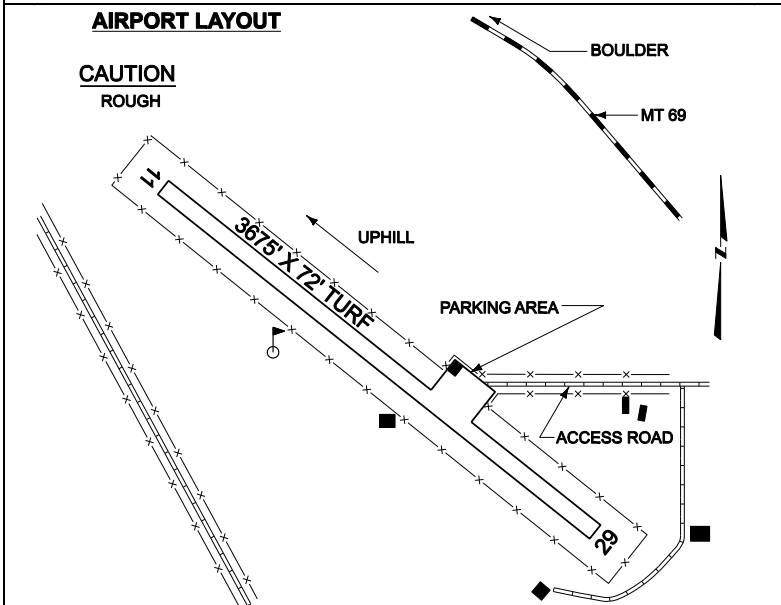 AIRPORT LAYOUT
CAUTION
ROUGH
BOULDER
MT 69
11
3675' X 72' TURF
UPHILL
N
PARKING AREA
ACCESS ROAD
29